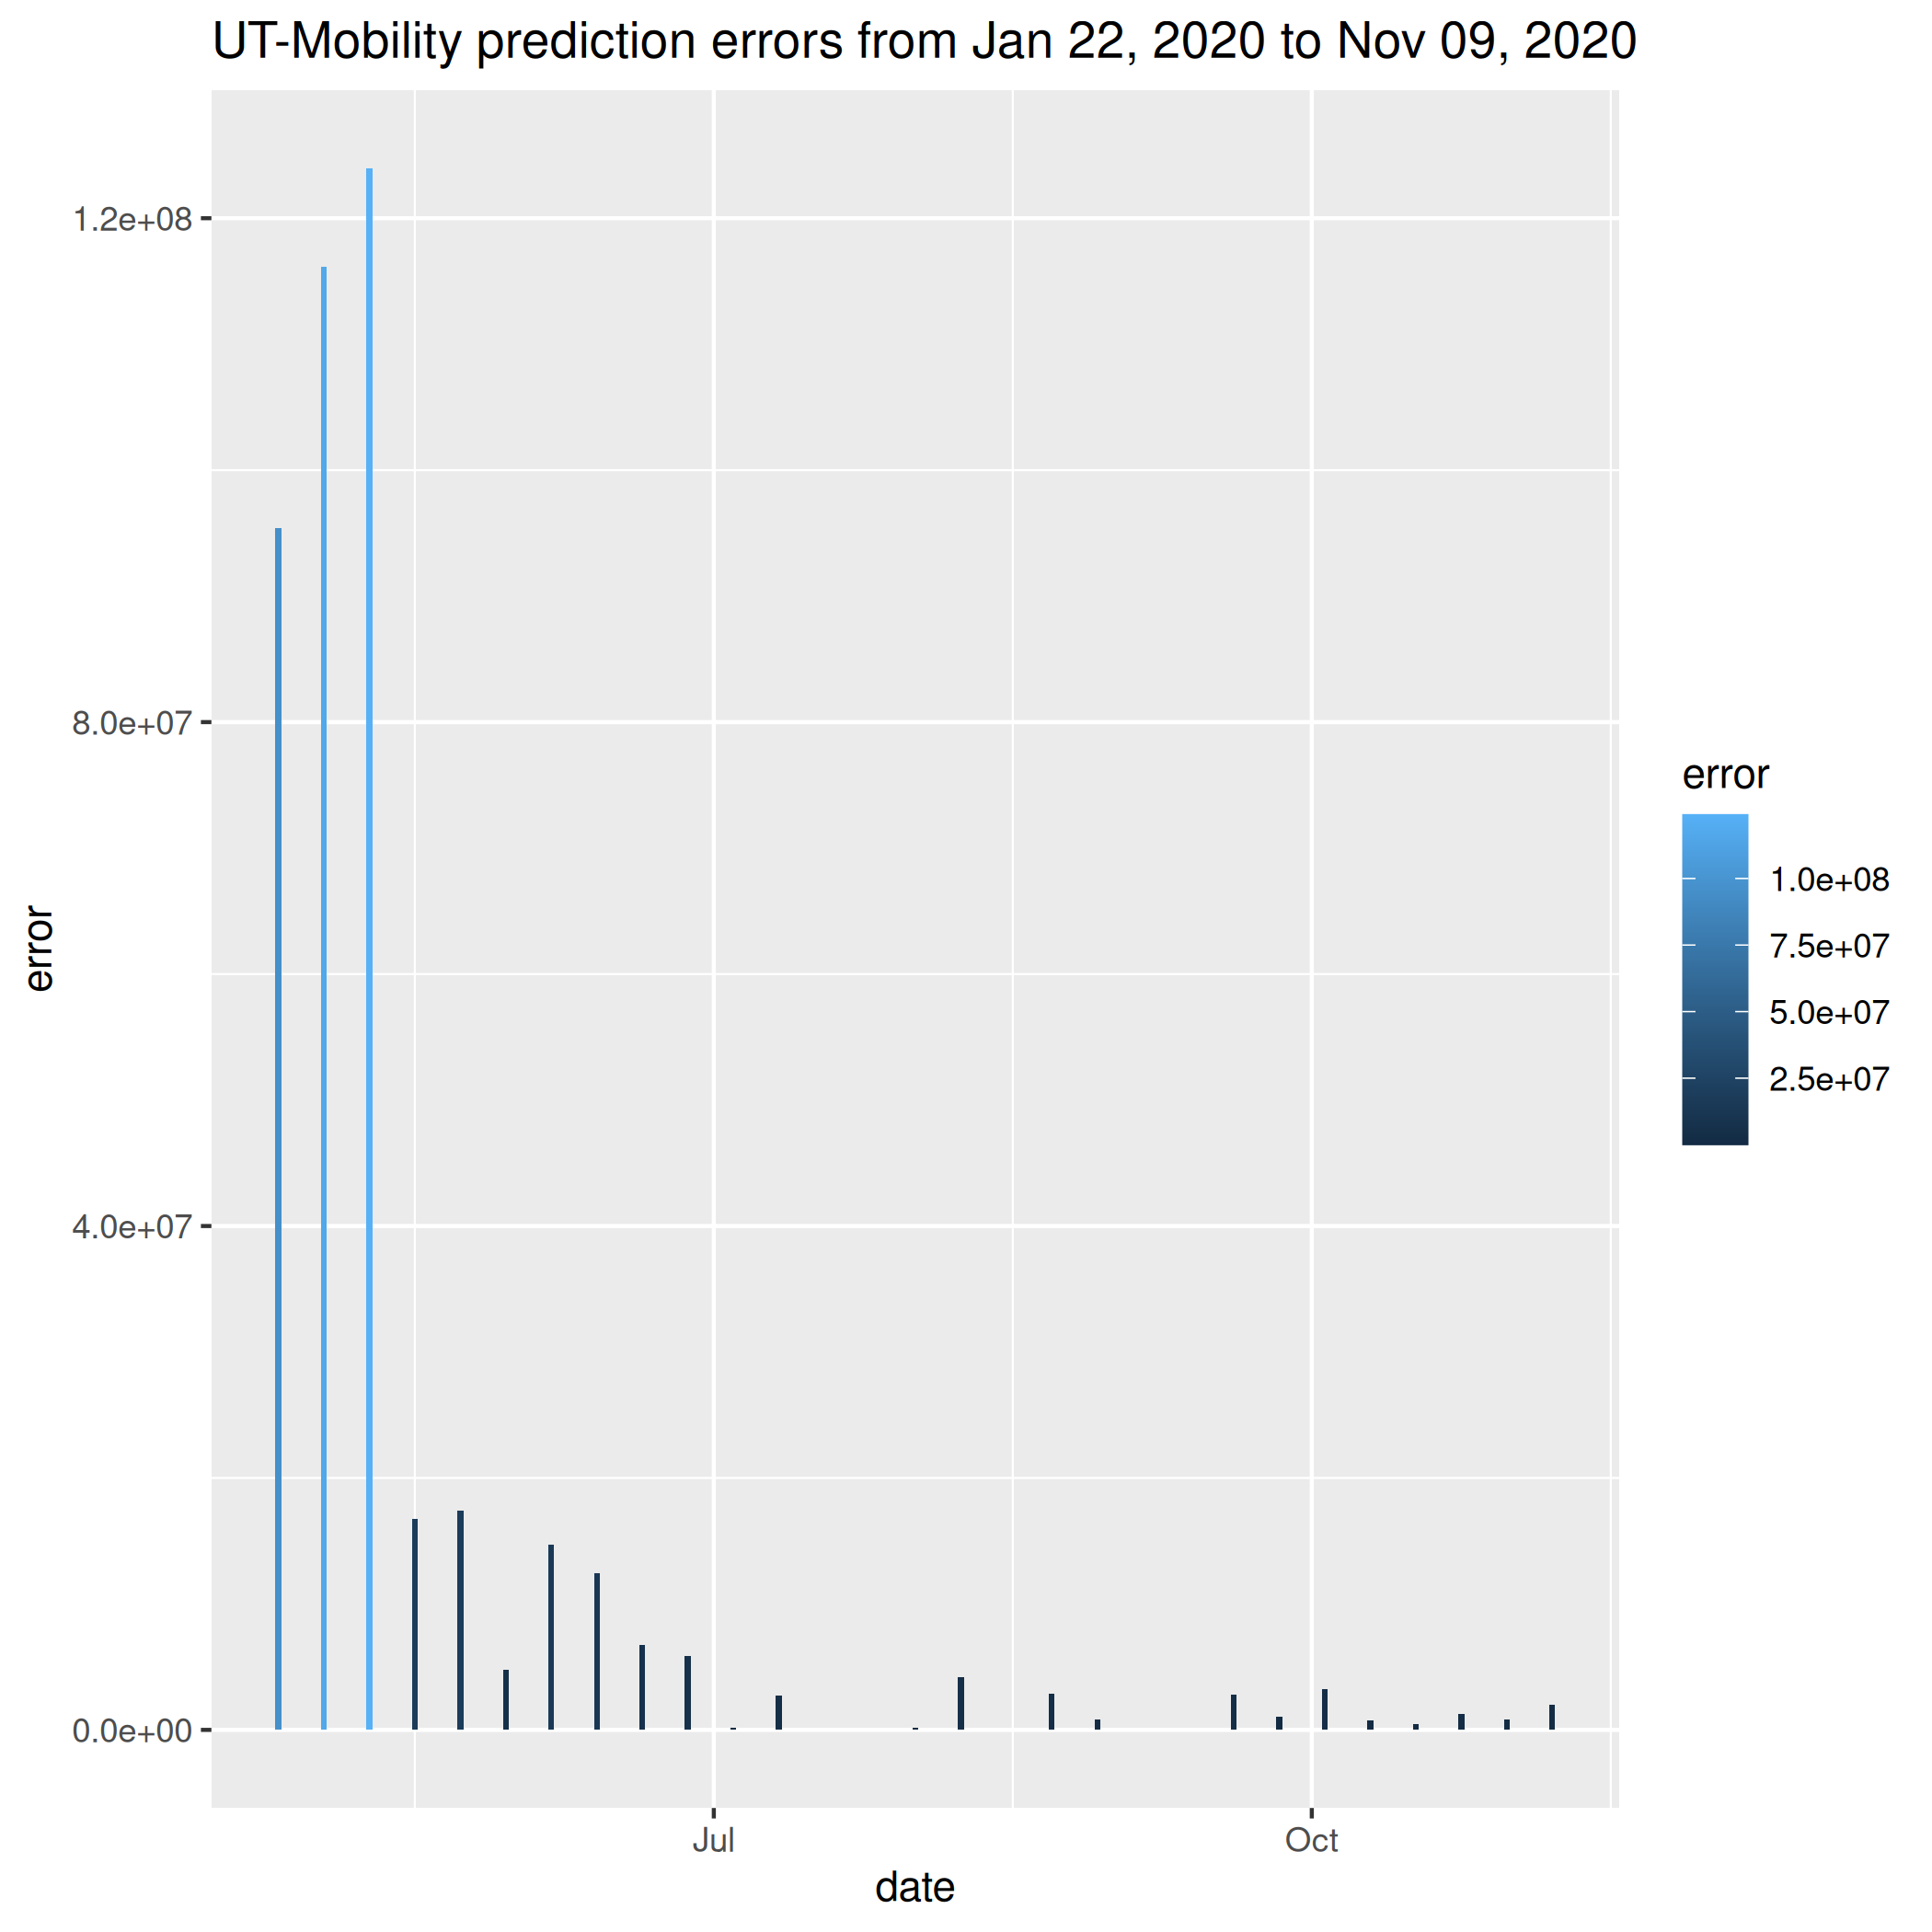 UT-Mobility prediction errors from Jan 22, 2020 to Nov 09, 2020
1.2e+08
8.0e+07
4.0e+07
0.0e+00
error
Jul
Oct
date
error
1.0e+08
7.5e+07
5.0e+07
2.5e+07